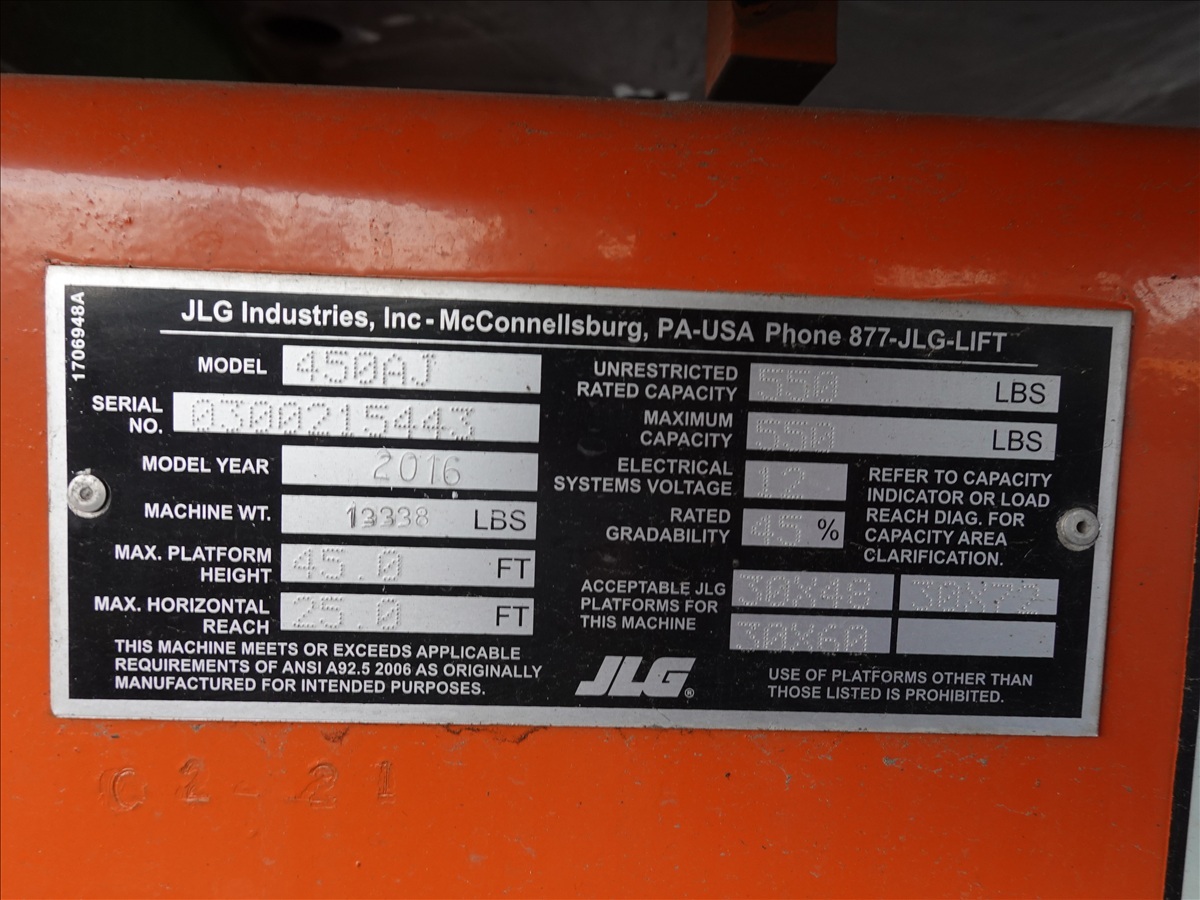 1706948A
JLG Industries, Inc - McConnellsburg, PA-USA Phone 877-JLG-LIFT
MODEL 450AJ
SERIAL NO. 0300215443
MODEL YEAR 2016
MACHINE WT. 13338 LBS
MAX. PLATFORM HEIGHT 45.0 FT
MAX. HORIZONTAL REACH 25.0 FT
THIS MACHINE MEETS OR EXCEEDS APPLICABLE
REQUIREMENTS OF ANSI A92.5 2006 AS ORIGINALLY
MANUFACTURED FOR INTENDED PURPOSES.
UNRESTRICTED RATED CAPACITY 550 LBS
MAXIMUM CAPACITY 550 LBS
ELECTRICAL SYSTEMS VOLTAGE 12
RATED GRADABILITY 45 %
REFER TO CAPACITY
INDICATOR OR LOAD
REACH DIAG. FOR
CAPACITY AREA
CLARIFICATION.
ACCEPTABLE JLG
PLATFORMS FOR
THIS MACHINE
30X48 30X72
30X60
JLG®
USE OF PLATFORMS OTHER THAN
THOSE LISTED IS PROHIBITED.
C2-21